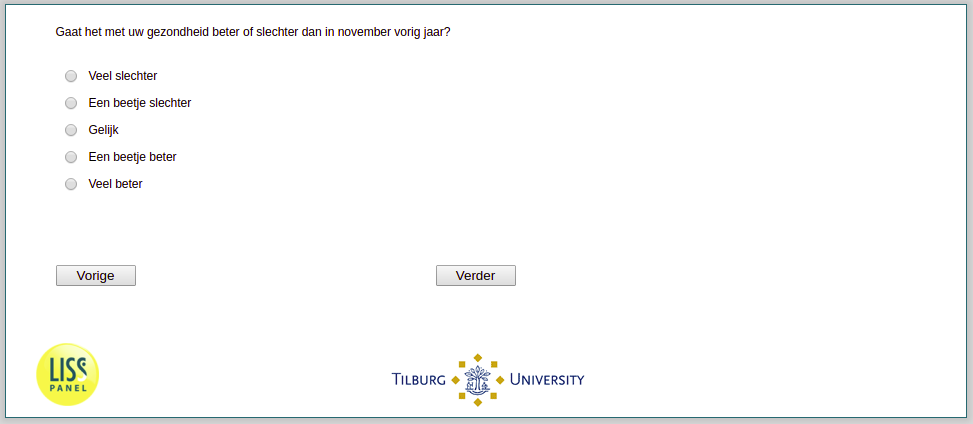 Gaat het met uw gezondheid beter of slechter dan in november vorig jaar?
Veel slechter
Een beetje slechter
Gelijk
Een beetje beter
Veel beter
Vorige
Verder
LISS
PANEL
TILBURG UNIVERSITY